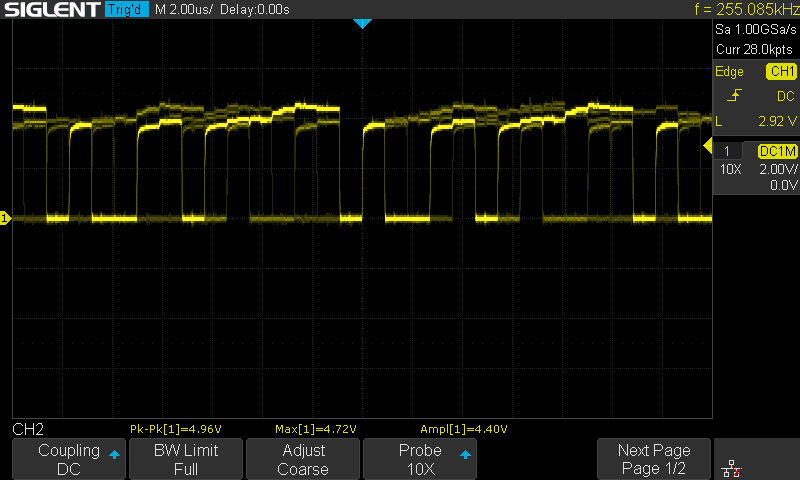 SIGLENT Trig'd M 2.00us/ Delay:0.00s f = 255.085kHz
Sa 1.00GSa/s
Curr 28.0kpts
Edge CH1
DC
L 2.92 V
1 DC1M
10X 2.00V/
0.0V
1
CH2 Pk-Pk[1]=4.96V Max[1]=4.72V Ampl[1]=4.40V
Coupling BW Limit Adjust Probe Next Page
DC Full Coarse 10X Page 1/2